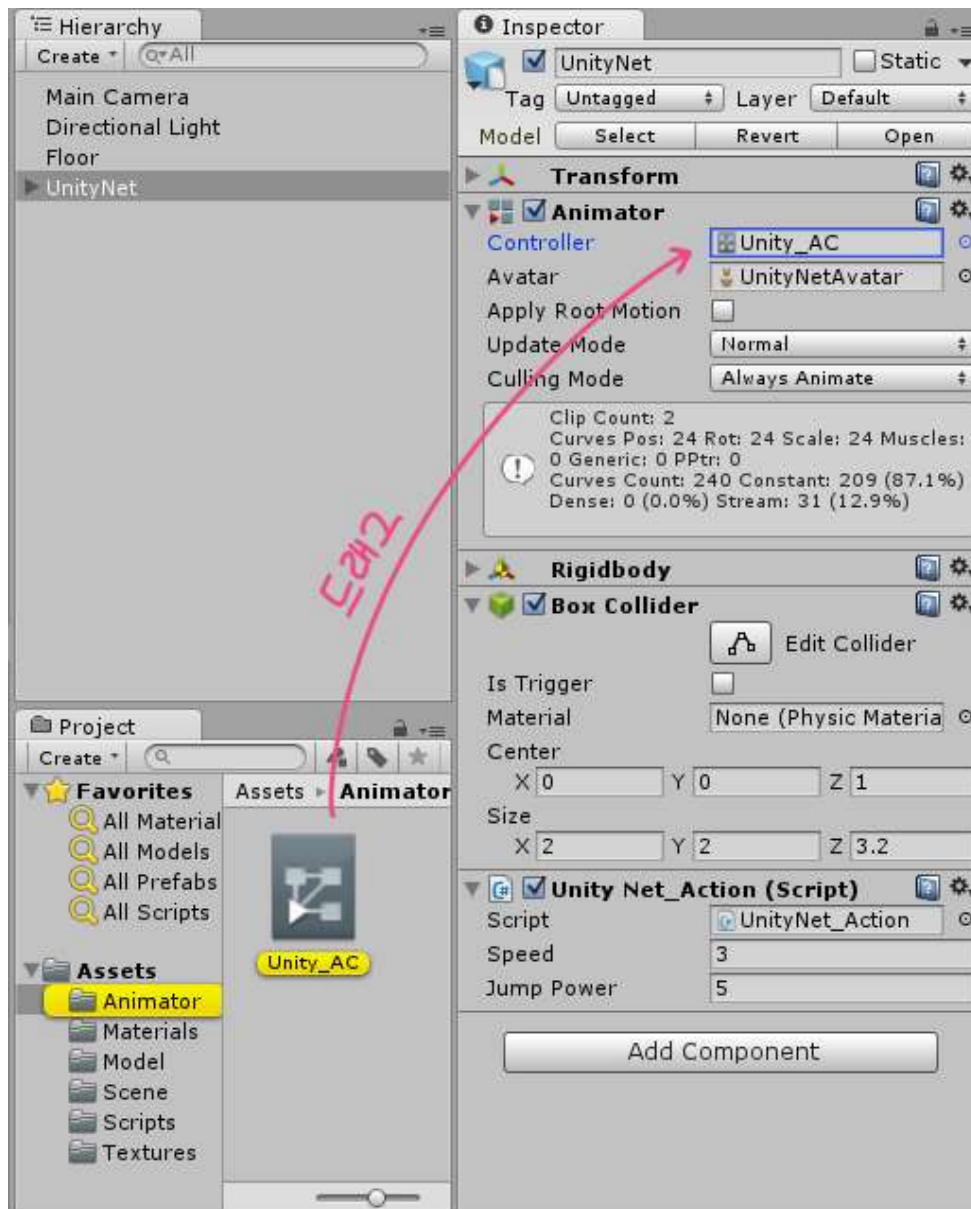 Hierarchy
Create
All
Main Camera
Directional Light
Floor
UnityNet
Inspector
UnityNet
Static
Tag Untagged Layer Default
Model Select Revert Open
Transform
Animator
Controller Unity_AC
Avatar UnityNetAvatar
Apply Root Motion
Update Mode Normal
Culling Mode Always Animate
Clip Count: 2
Curves Pos: 24 Rot: 24 Scale: 24 Muscles:
0 Generic: 0 PPtr: 0
Curves Count: 240 Constant: 209 (87.1%)
Dense: 0 (0.0%) Stream: 31 (12.9%)
드래그
Rigidbody
Box Collider
Edit Collider
Is Trigger
Material None (Physic Materia
Center
X 0 Y 0 Z 1
Size
X 2 Y 2 Z 3.2
Unity Net_Action (Script)
Script UnityNet_Action
Speed 3
Jump Power 5
Add Component
Project
Create
Favorites
All Material
All Models
All Prefabs
All Scripts
Assets
Animator
Materials
Model
Scene
Scripts
Textures
Assets Animator
Unity_AC